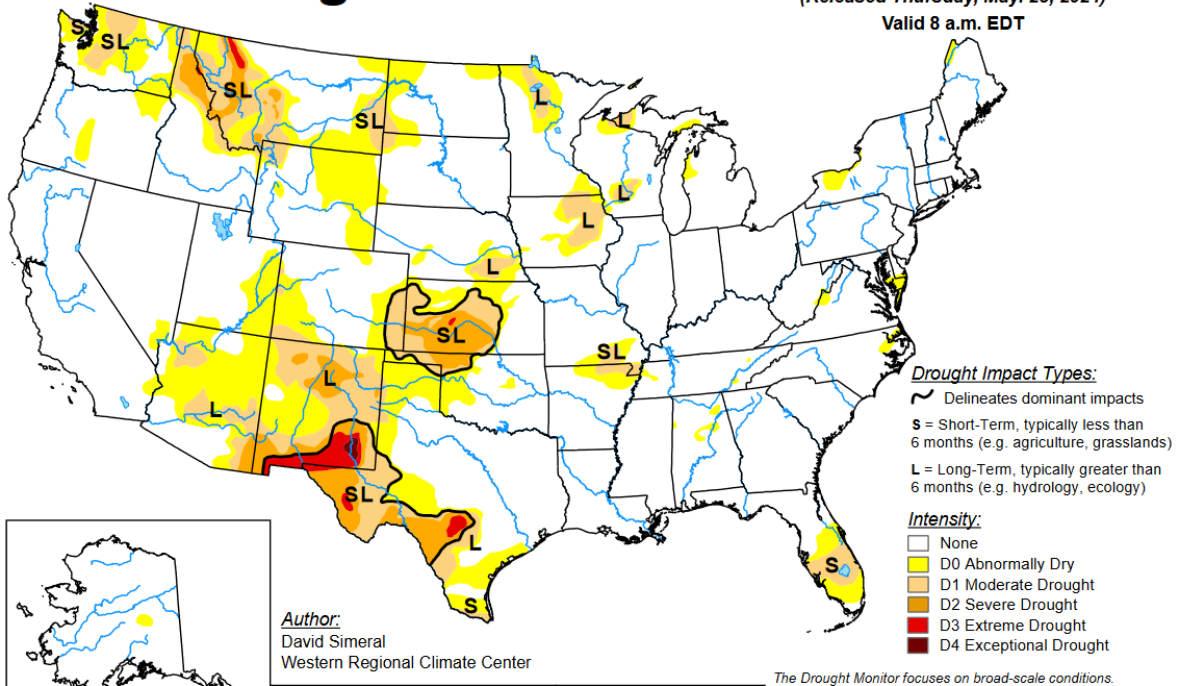 Valid 8 a.m. EDT
S
SL
SL
SL
L
L
L
L
L
SL
SL
L
L
SL
L
S
S
Drought Impact Types:
Delineates dominant impacts
S = Short-Term, typically less than
6 months (e.g. agriculture, grasslands)
L = Long-Term, typically greater than
6 months (e.g. hydrology, ecology)
Intensity:
None
D0 Abnormally Dry
D1 Moderate Drought
D2 Severe Drought
D3 Extreme Drought
D4 Exceptional Drought
Author:
David Simeral
Western Regional Climate Center
The Drought Monitor focuses on broad-scale conditions.